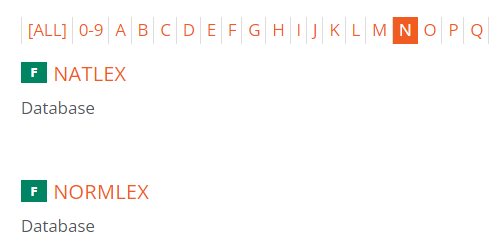 [ALL] 0-9 A B C D E F G H I J K L M N O P Q
F NATLEX
Database
F NORMLEX
Database